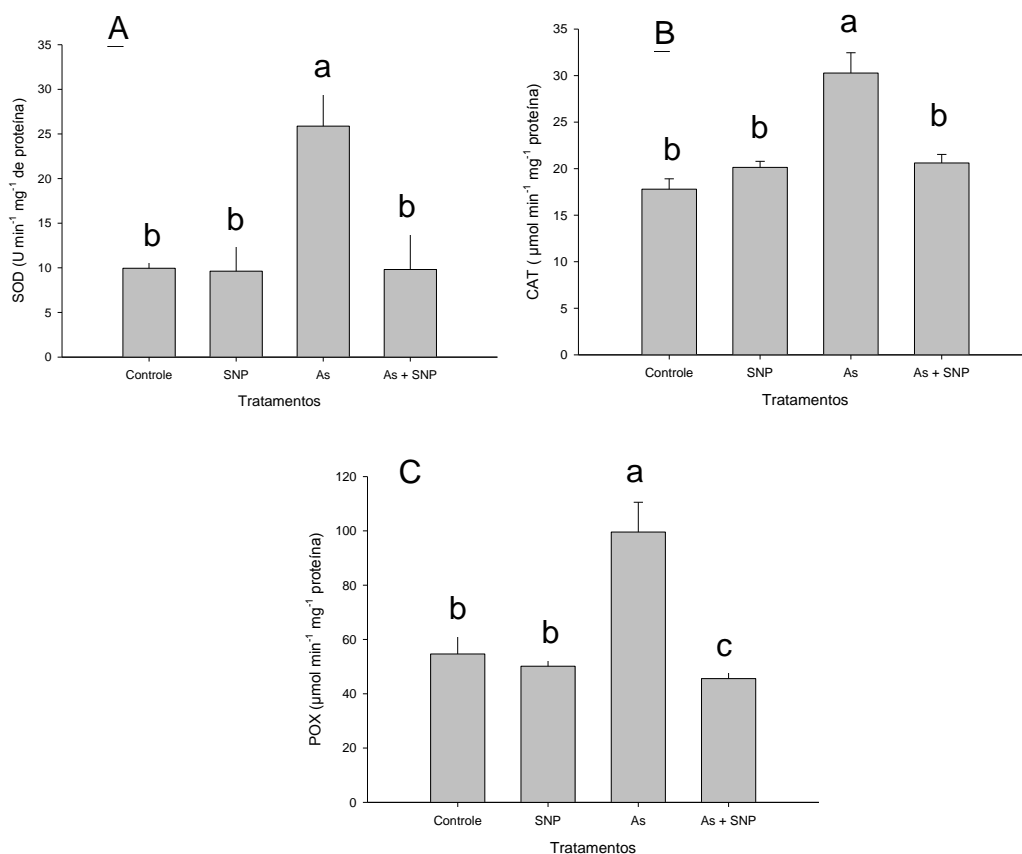 A
SOD (U min⁻¹ mg⁻¹ de proteína)
35
30
25
20
15
10
5
0
b
b
a
b
Controle SNP As As + SNP
Tratamentos
B
CAT ( µmol min⁻¹ mg⁻¹ proteína)
35
30
25
20
15
10
5
0
b
b
a
b
Controle SNP As As + SNP
Tratamentos
C
POX (µmol min⁻¹ mg⁻¹ proteína)
120
100
80
60
40
20
0
b
b
a
c
Controle SNP As As + SNP
Tratamentos